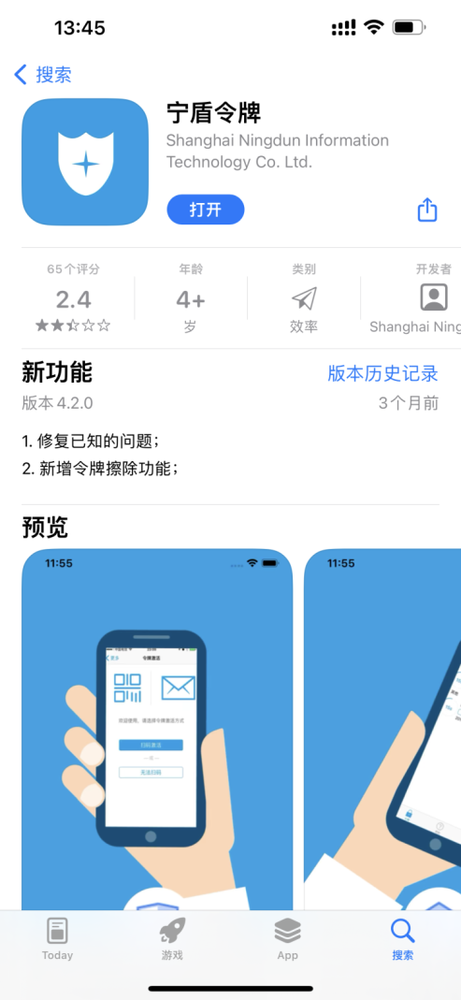 13:45
搜索
宁盾令牌
Shanghai Ningdun Information
Technology Co. Ltd.
打开
65个评分
年龄
类别
开发者
2.4
4+
岁
效率
Shanghai Ning
新功能
版本历史记录
版本 4.2.0
3个月前
1. 修复已知的问题；
2. 新增令牌擦除功能；
预览
11:55
11:55
令牌激活
欢迎使用，请选择令牌激活方式
扫码激活
无法扫码
Today
游戏
App
搜索